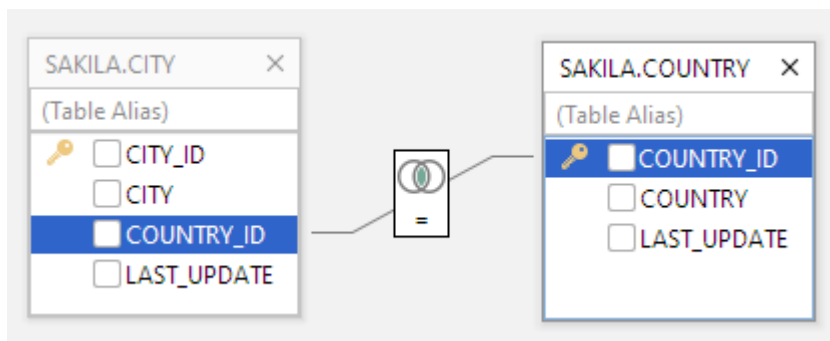 SAKILA.CITY
(Table Alias)
CITY_ID
CITY
COUNTRY_ID
LAST_UPDATE
=
SAKILA.COUNTRY
(Table Alias)
COUNTRY_ID
COUNTRY
LAST_UPDATE